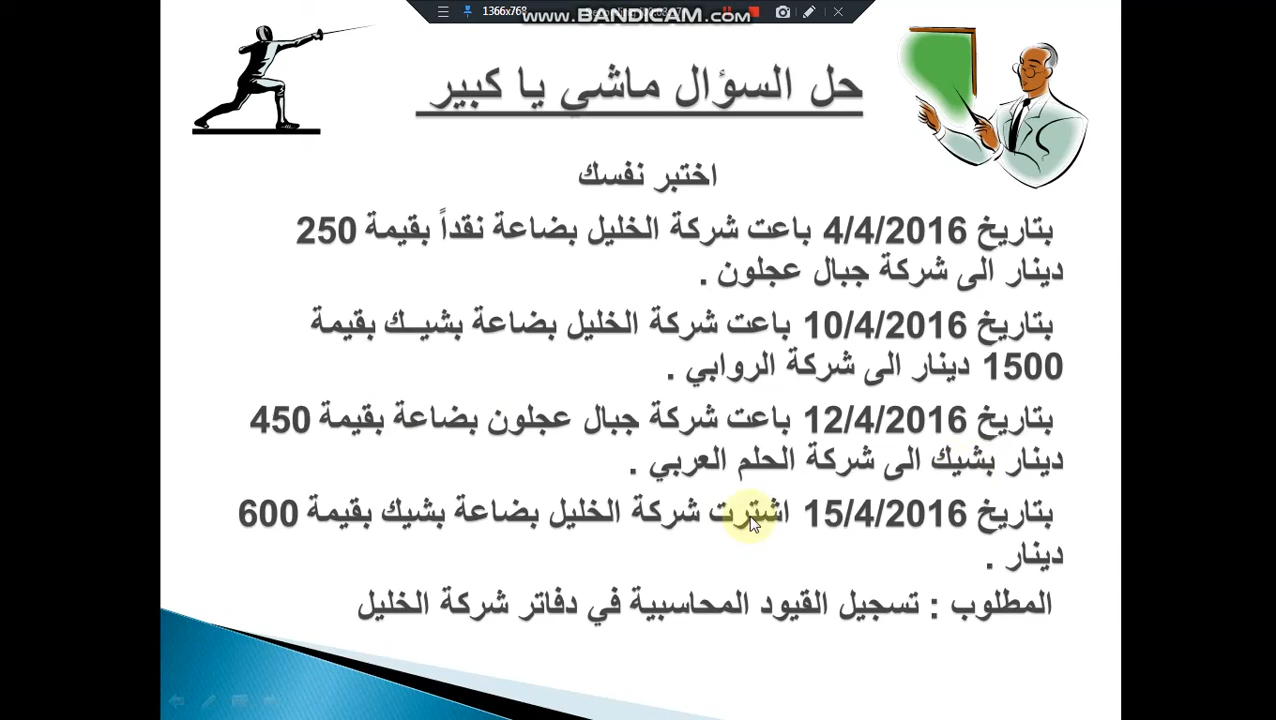 1366x768
www.BANDICAM.com
حل السؤال ماشي يا كبير
اختبر نفسك
بتاريخ 4/4/2016 باعت شركة الخليل بضاعة نقداً بقيمة 250
دينار الى شركة جبال عجلون .
بتاريخ 10/4/2016 باعت شركة الخليل بضاعة بشيــك بقيمة
1500 دينار الى شركة الروابي .
بتاريخ 12/4/2016 باعت شركة جبال عجلون بضاعة بقيمة 450
دينار بشيك الى شركة الحلم العربي .
بتاريخ 15/4/2016 اشترت شركة الخليل بضاعة بشيك بقيمة 600
دينار .
المطلوب : تسجيل القيود المحاسبية في دفاتر شركة الخليل